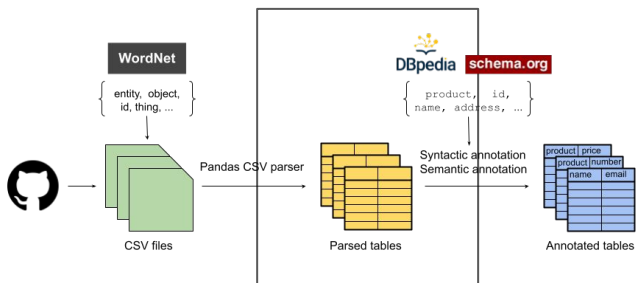 WordNet
entity, object,
id, thing, ...
CSV files
Pandas CSV parser
Parsed tables
DBpedia
schema.org
product, id,
name, address, …
Syntactic annotation
Semantic annotation
product price
product number
name email
Annotated tables